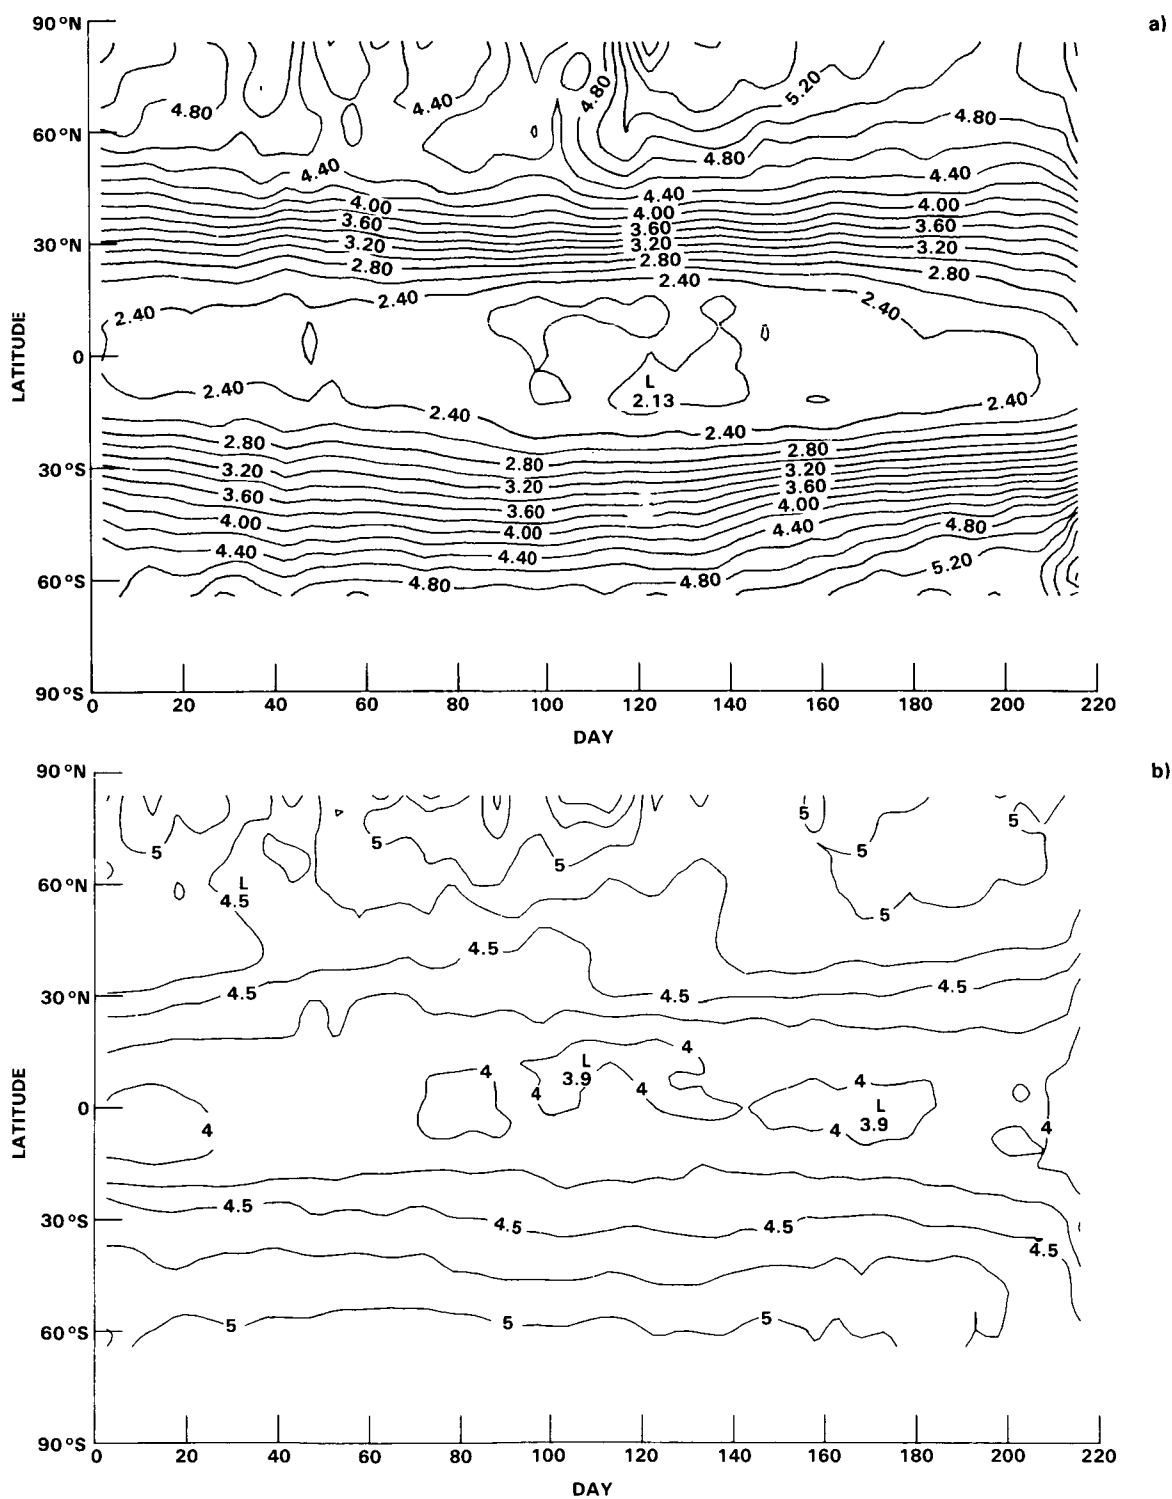 90°N a)
4.80 4.40 4.80 5.20
4.80
60°N
4.80
4.40 4.40 4.40
4.00 4.00 4.00
3.60 3.60 3.60
30°N 3.20 3.20 3.20
2.80 2.80 2.80
2.40
2.40 2.40 2.40
LATITUDE
0
L
2.13
2.40 2.40 2.40
2.40
2.80 2.80 2.80
30°S 3.20 3.20 3.20
3.60 3.60 3.60
4.00 4.00 4.00
4.40 4.40 4.40 4.80
5.20
60°S 4.80 4.80
90°S
0 20 40 60 80 100 120 140 160 180 200 220
DAY
90°N b)
5 5
5 5 5 5
60°N L
4.5 5
4.5
30°N 4.5 4.5 4.5
4
L
4 3.9 4
4 4
LATITUDE
0 L
4 4 3.9 4
4.5
30°S 4.5 4.5
4.5
5 5 5
60°S
90°S
0 20 40 60 80 100 120 140 160 180 200 220
DAY